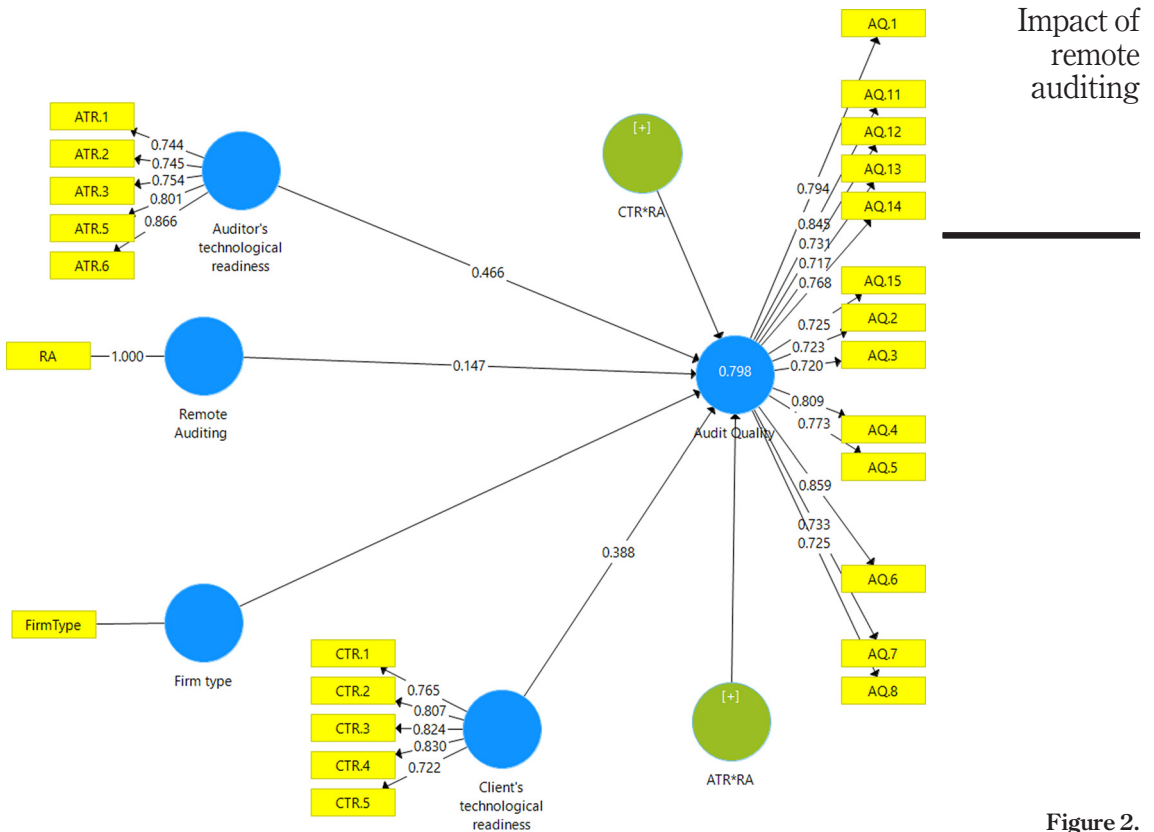 Impact of
remote
auditing
ATR.1
ATR.2
ATR.3
ATR.5
ATR.6
0.744
0.745
0.754
0.801
0.866
Auditor's
technological
readiness
[+]
CTR*RA
0.466
RA
1.000
Remote
Auditing
0.147
0.798
Audit Quality
AQ.1
AQ.11
AQ.12
AQ.13
AQ.14
AQ.15
AQ.2
AQ.3
AQ.4
AQ.5
AQ.6
AQ.7
AQ.8
0.794
0.845
0.731
0.717
0.768
0.725
0.723
0.720
0.809
0.773
0.859
0.733
0.725
FirmType
Firm type
0.388
CTR.1
CTR.2
CTR.3
CTR.4
CTR.5
0.765
0.807
0.824
0.830
0.722
Client's
technological
readiness
[+]
ATR*RA
Figure 2.